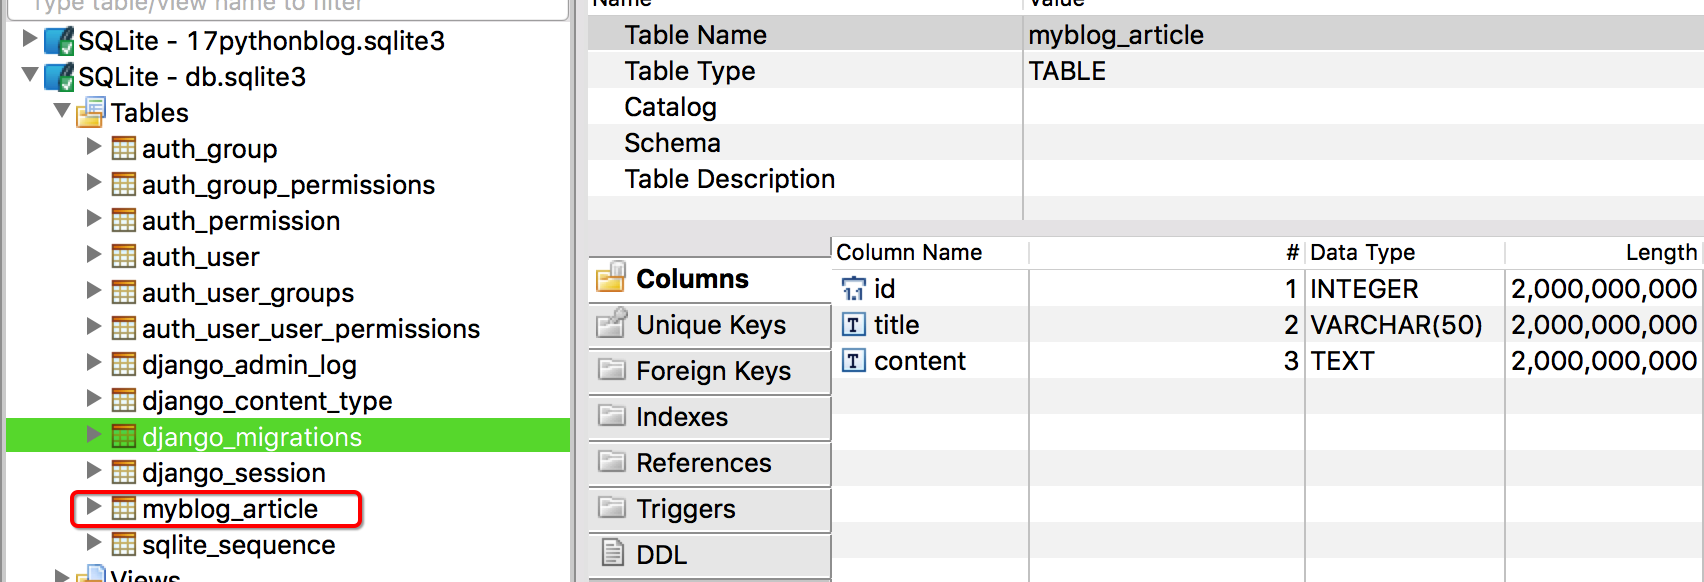 Type table/view name to filter
SQLite - 17pythonblog.sqlite3
SQLite - db.sqlite3
Tables
auth_group
auth_group_permissions
auth_permission
auth_user
auth_user_groups
auth_user_user_permissions
django_admin_log
django_content_type
django_migrations
django_session
myblog_article
sqlite_sequence
Views
Name Value
Table Name myblog_article
Table Type TABLE
Catalog
Schema
Table Description
Columns
Unique Keys
Foreign Keys
Indexes
References
Triggers
DDL
Column Name # Data Type Length
id 1 INTEGER 2,000,000,000
title 2 VARCHAR(50) 2,000,000,000
content 3 TEXT 2,000,000,000